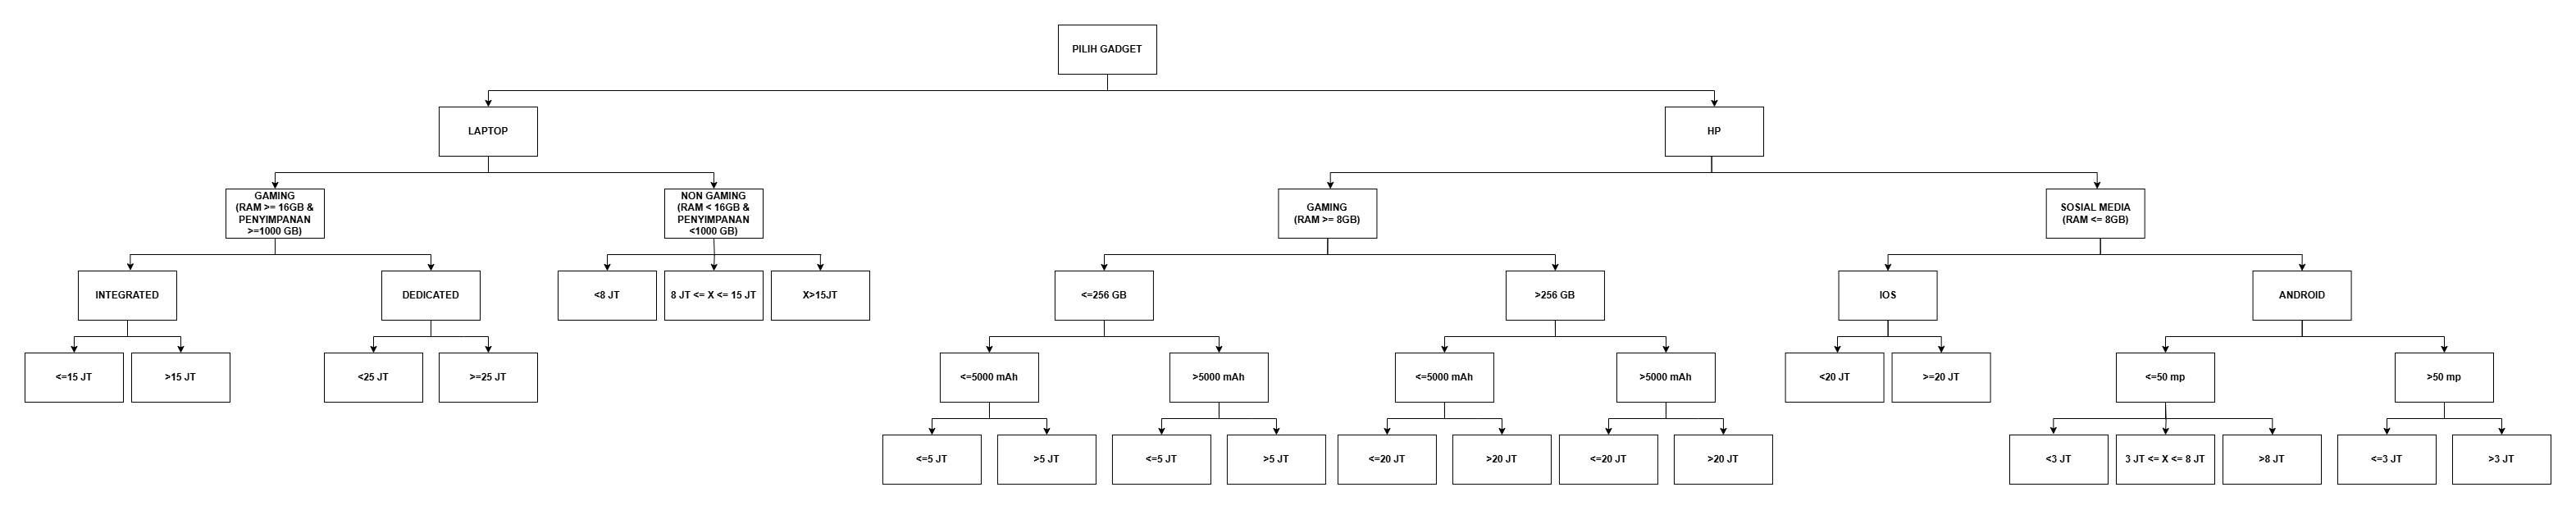 PILIH GADGET
LAPTOP
HP
GAMING
(RAM >= 16GB &
PENYIMPANAN
>=1000 GB)
NON GAMING
(RAM < 16GB &
PENYIMPANAN
<1000 GB)
GAMING
(RAM >= 8GB)
SOSIAL MEDIA
(RAM <= 8GB)
INTEGRATED
DEDICATED
<8 JT
8 JT <= X <= 15 JT
X>15JT
<=256 GB
>256 GB
IOS
ANDROID
<=15 JT
>15 JT
<25 JT
>=25 JT
<=5000 mAh
>5000 mAh
<=5000 mAh
>5000 mAh
<20 JT
>=20 JT
<=50 mp
>50 mp
<=5 JT
>5 JT
<=5 JT
>5 JT
<=20 JT
>20 JT
<=20 JT
>20 JT
<3 JT
3 JT <= X <= 8 JT
>8 JT
<=3 JT
>3 JT